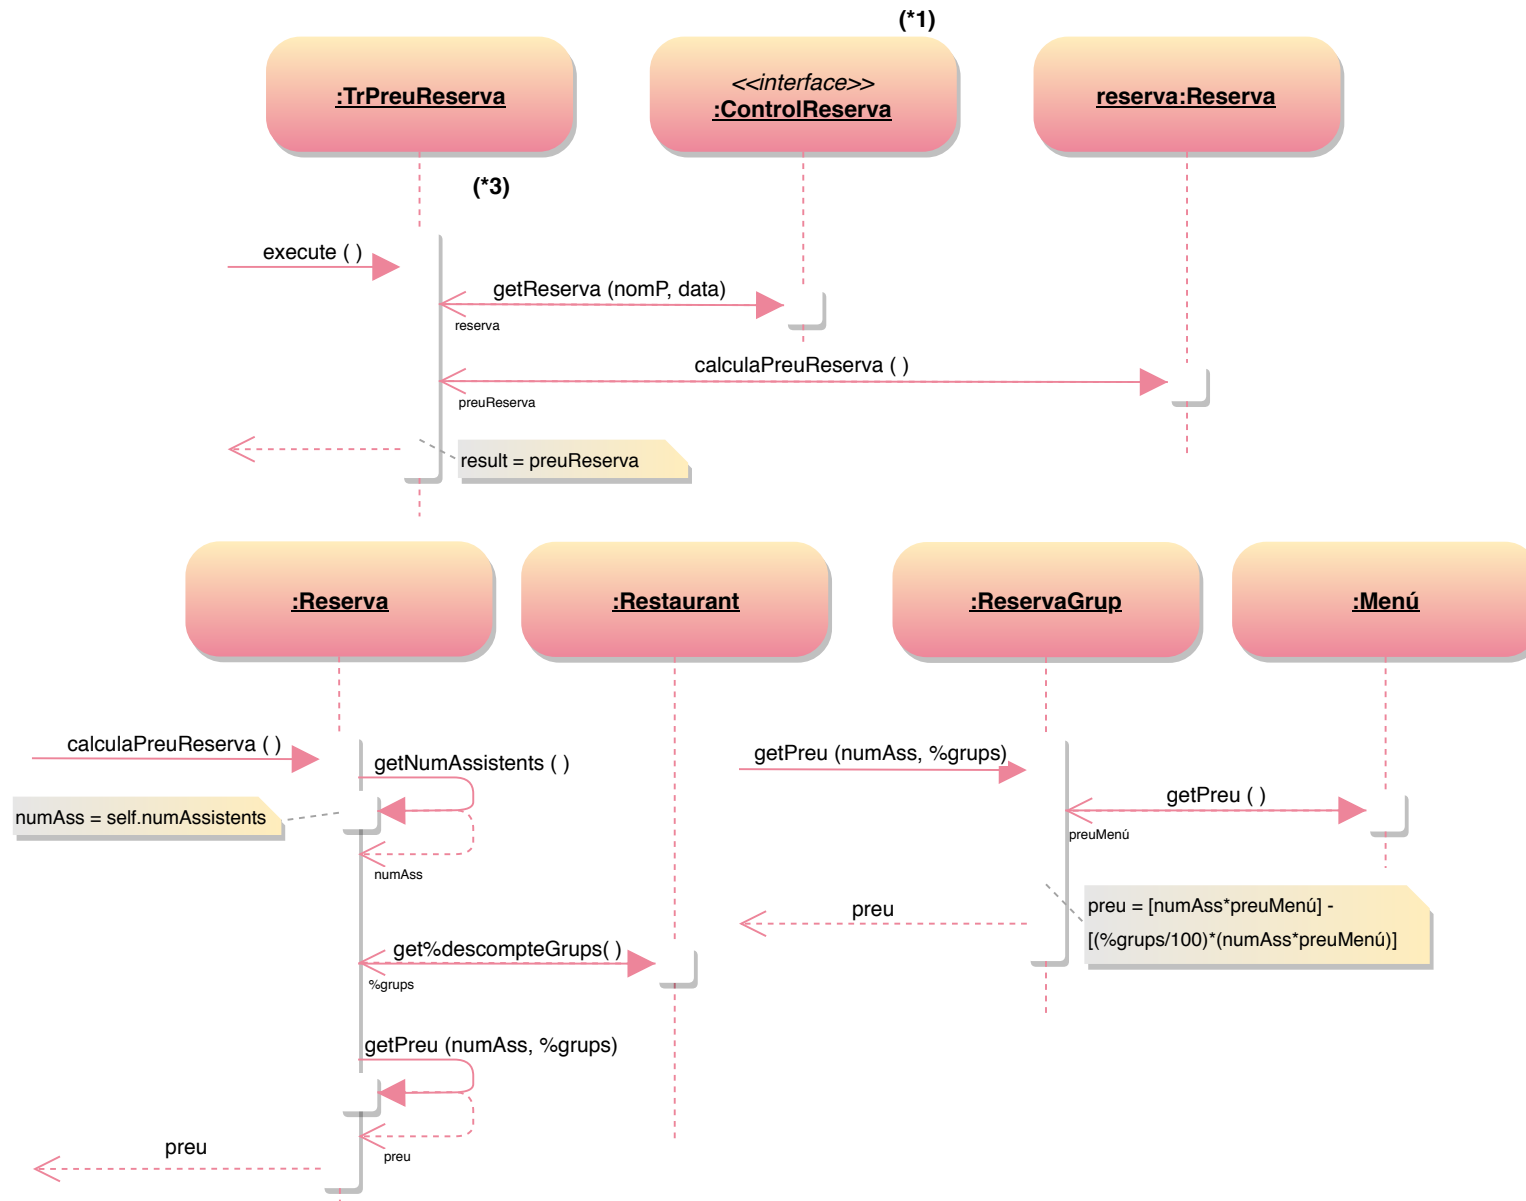 (*1)
:TrPreuReserva
<<interface>>
:ControlReserva
reserva:Reserva
(*3)
execute ( )
getReserva (nomP, data)
reserva
calculaPreuReserva ( )
preuReserva
result = preuReserva
:Reserva
:Restaurant
:ReservaGrup
:Menú
calculaPreuReserva ( )
getNumAssistents ( )
numAss = self.numAssistents
numAss
get%descompteGrups( )
%grups
getPreu (numAss, %grups)
preu
preu
getPreu (numAss, %grups)
getPreu ( )
preuMenú
preu
preu = [numAss*preuMenú] -
[(%grups/100)*(numAss*preuMenú)]